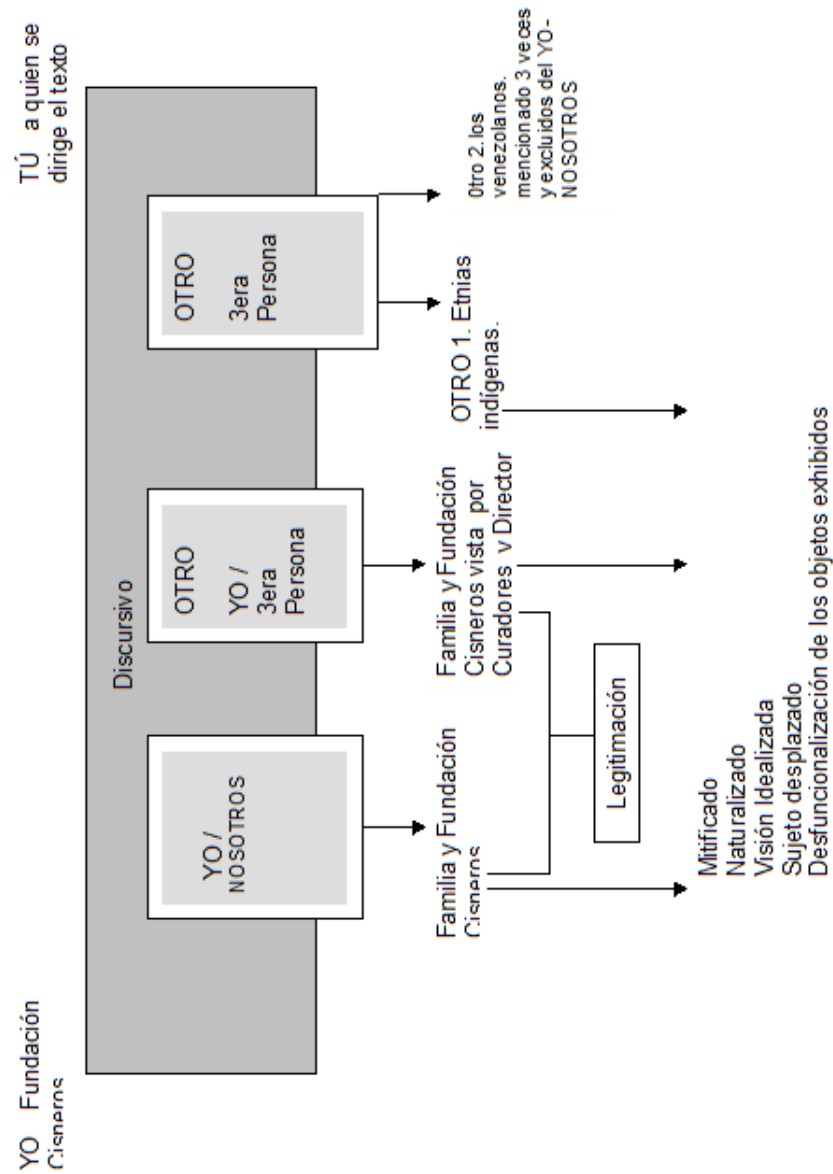 YO Fundación
Cisneros
TÚ a quien se
dirige el texto
Discursivo
YO /
NOSOTROS
OTRO
YO /
3era
Persona
OTRO
3era
Persona
Familia y Fundación
Cisneros
Familia y Fundación
Cisneros vista por
Curadores y Director
OTRO 1. Etnias
indígenas.
Otro 2.los
venezolanos.
mencionado 3 veces
y excluidos del YO-
NOSOTROS
Legitimación
Mitificado
Naturalizado
Visión Idealizada
Sujeto desplazado
Desfuncionalización de los objetos exhibidos